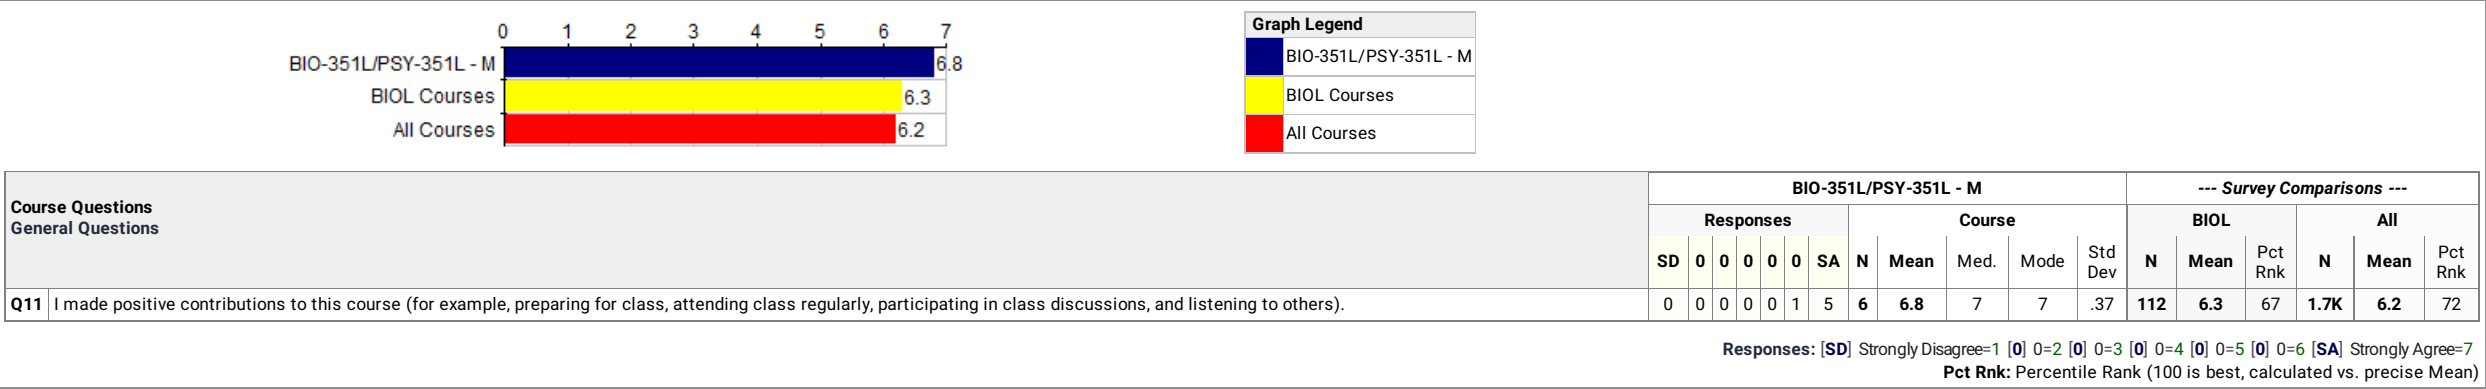 0 1 2 3 4 5 6 7
BIO-351L/PSY-351L - M 6.8
BIOL Courses 6.3
All Courses 6.2
Graph Legend
BIO-351L/PSY-351L - M
BIOL Courses
All Courses
Course Questions
General Questions
BIO-351L/PSY-351L - M --- Survey Comparisons ---
Responses Course BIOL All
SD 0 0 0 0 0 SA N Mean Med. Mode Std Dev N Mean Pct Rnk N Mean Pct Rnk
Q11 I made positive contributions to this course (for example, preparing for class, attending class regularly, participating in class discussions, and listening to others). 0 0 0 0 0 1 5 6 6.8 7 7 .37 112 6.3 67 1.7K 6.2 72
Responses: [SD] Strongly Disagree=1 [0] 0=2 [0] 0=3 [0] 0=4 [0] 0=5 [0] 0=6 [SA] Strongly Agree=7
Pct Rnk: Percentile Rank (100 is best, calculated vs. precise Mean)